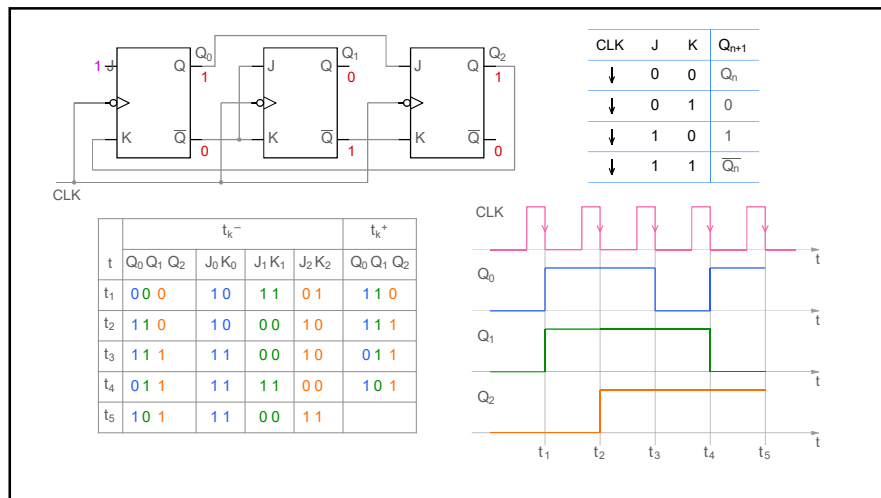 Q0 Q1 Q2
1 J Q J Q J Q
1 0 1
K Q̅ K Q̅ K Q̅
0 1 0
CLK
CLK J K Qn+1
↓ 0 0 Qn
↓ 0 1 0
↓ 1 0 1
↓ 1 1 Q̅n
tk− tk+
t Q0 Q1 Q2 J0 K0 J1 K1 J2 K2 Q0 Q1 Q2
t1 0 0 0 1 0 1 1 0 1 1 1 0
t2 1 1 0 1 0 0 0 1 0 1 1 1
t3 1 1 1 1 1 0 0 1 0 0 1 1
t4 0 1 1 1 1 1 1 0 0 1 0 1
t5 1 0 1 1 1 0 0 1 1
CLK
t
Q0
t
Q1
t
Q2
t
t1 t2 t3 t4 t5